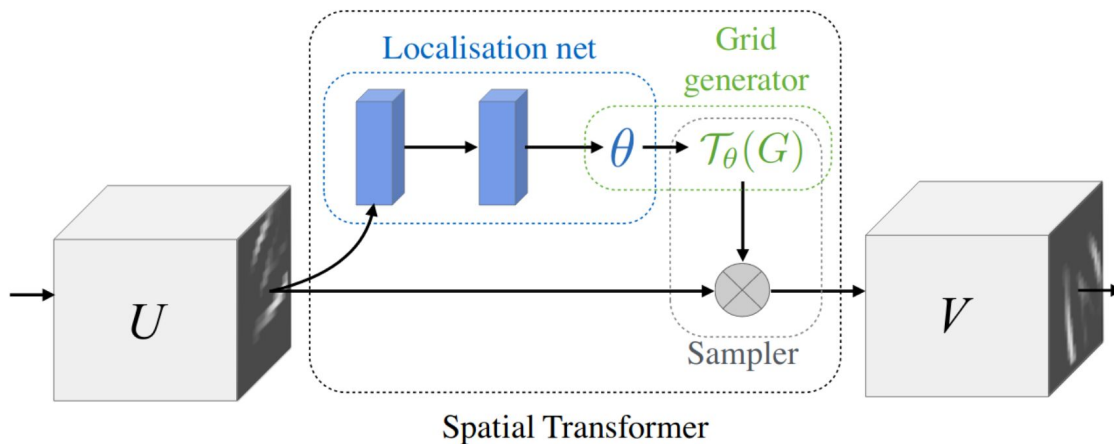 Localisation net
Grid
generator
θ
𝒯θ(G)
U
V
Sampler
Spatial Transformer